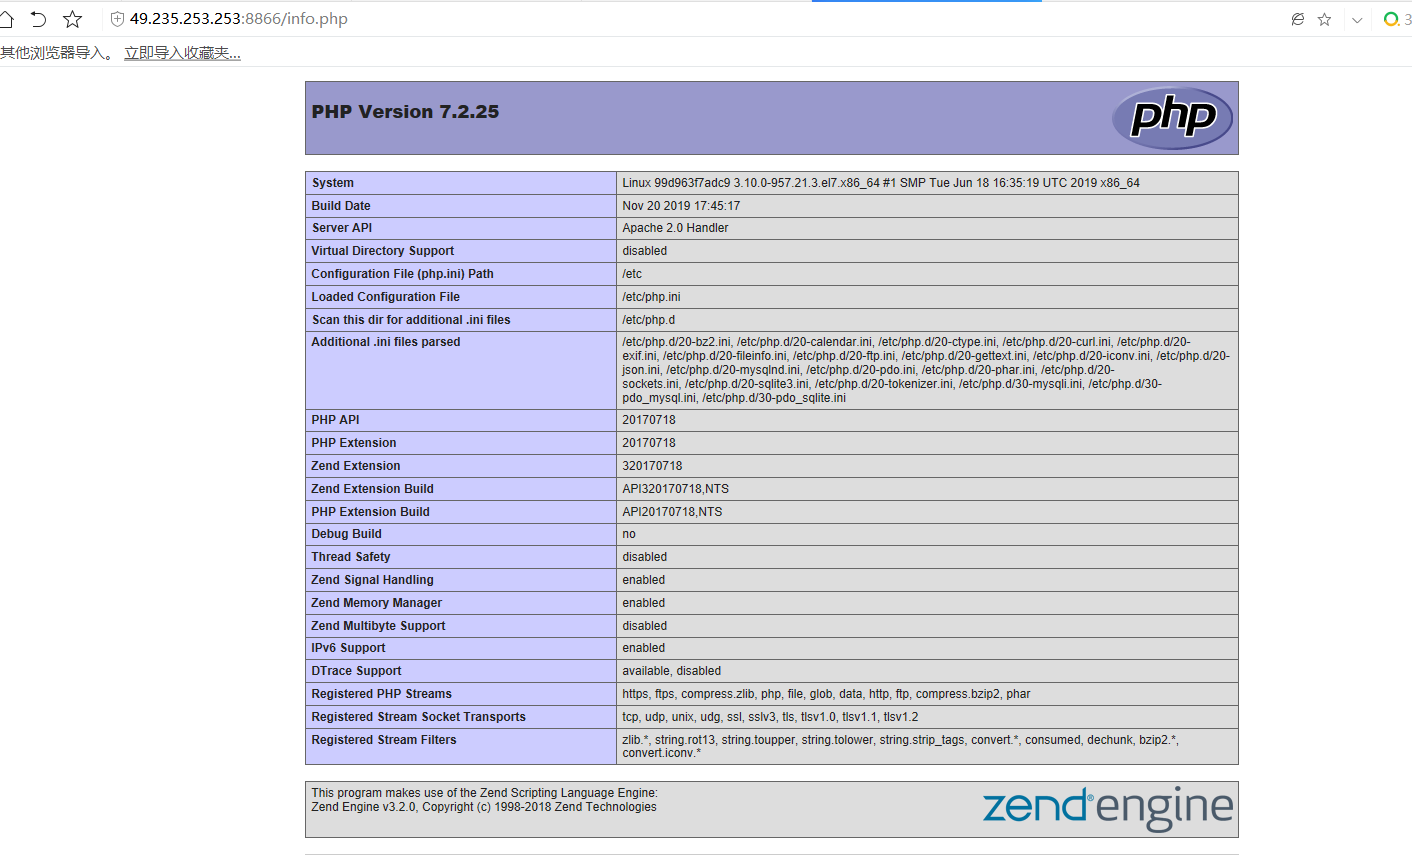 49.235.253.253:8866/info.php
3
其他浏览器导入。 立即导入收藏夹...
PHP Version 7.2.25
php
System Linux 99d963f7adc9 3.10.0-957.21.3.el7.x86_64 #1 SMP Tue Jun 18 16:35:19 UTC 2019 x86_64
Build Date Nov 20 2019 17:45:17
Server API Apache 2.0 Handler
Virtual Directory Support disabled
Configuration File (php.ini) Path /etc
Loaded Configuration File /etc/php.ini
Scan this dir for additional .ini files /etc/php.d
Additional .ini files parsed /etc/php.d/20-bz2.ini, /etc/php.d/20-calendar.ini, /etc/php.d/20-ctype.ini, /etc/php.d/20-curl.ini, /etc/php.d/20-
exif.ini, /etc/php.d/20-fileinfo.ini, /etc/php.d/20-ftp.ini, /etc/php.d/20-gettext.ini, /etc/php.d/20-iconv.ini, /etc/php.d/20-
json.ini, /etc/php.d/20-mysqlnd.ini, /etc/php.d/20-pdo.ini, /etc/php.d/20-phar.ini, /etc/php.d/20-
sockets.ini, /etc/php.d/20-sqlite3.ini, /etc/php.d/20-tokenizer.ini, /etc/php.d/30-mysqli.ini, /etc/php.d/30-
pdo_mysql.ini, /etc/php.d/30-pdo_sqlite.ini
PHP API 20170718
PHP Extension 20170718
Zend Extension 320170718
Zend Extension Build API320170718,NTS
PHP Extension Build API20170718,NTS
Debug Build no
Thread Safety disabled
Zend Signal Handling enabled
Zend Memory Manager enabled
Zend Multibyte Support disabled
IPv6 Support enabled
DTrace Support available, disabled
Registered PHP Streams https, ftps, compress.zlib, php, file, glob, data, http, ftp, compress.bzip2, phar
Registered Stream Socket Transports tcp, udp, unix, udg, ssl, sslv3, tls, tlsv1.0, tlsv1.1, tlsv1.2
Registered Stream Filters zlib.*, string.rot13, string.toupper, string.tolower, string.strip_tags, convert.*, consumed, dechunk, bzip2.*,
convert.iconv.*
This program makes use of the Zend Scripting Language Engine:
Zend Engine v3.2.0, Copyright (c) 1998-2018 Zend Technologies
zend® engine